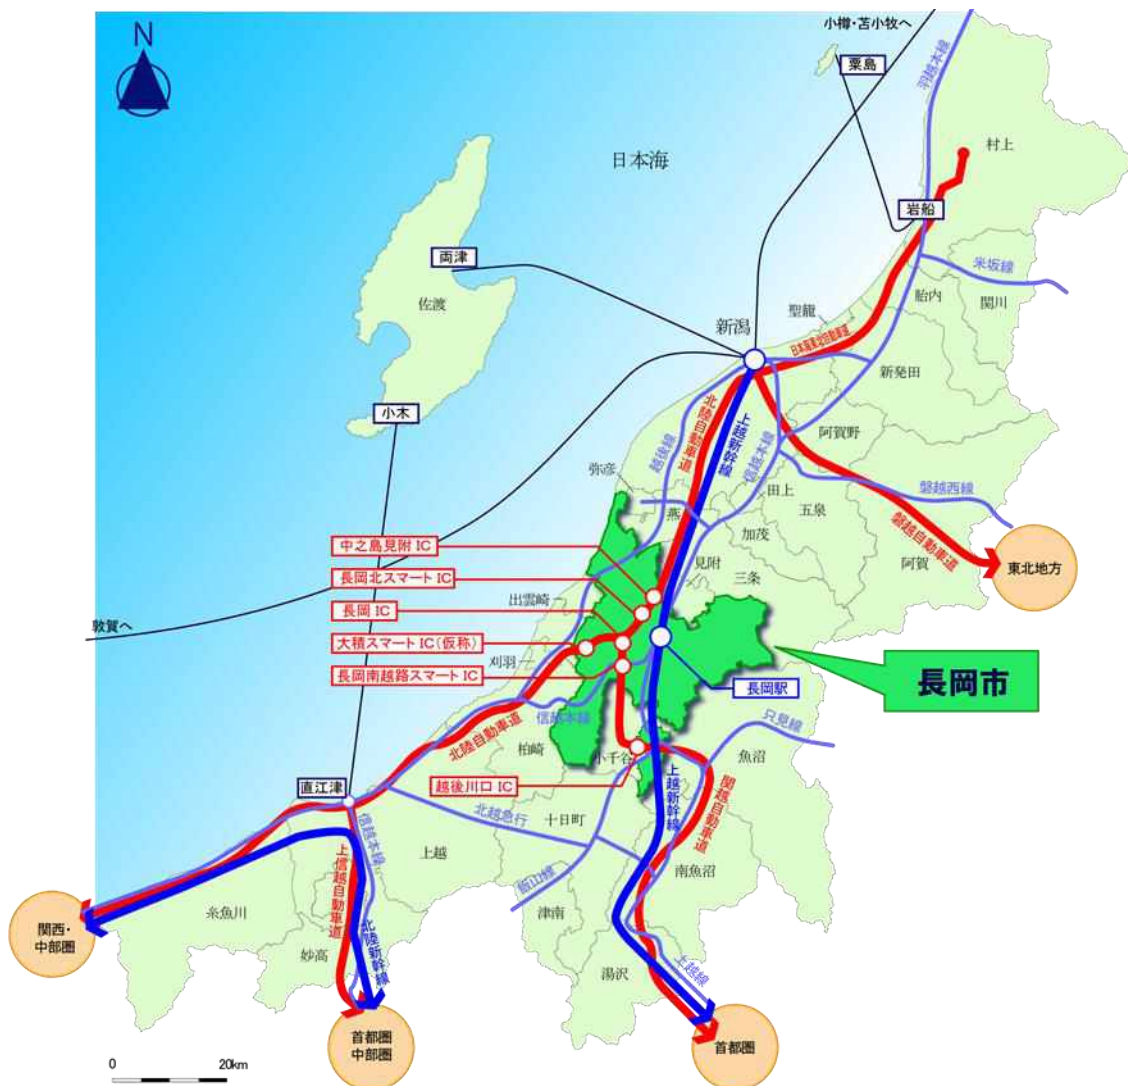 小樽・苫小牧へ
N
粟島
羽越本線
村上
日本海
岩船
両津
米坂線
佐渡
胎内
関川
聖龍
新潟
日本海東北自動車道
新発田
小木
北陸自動車道
上越新幹線
越後線
信越本線
阿賀野
弥彦
田上
燕
五泉
磐越西線
加茂
磐越自動車道
阿賀
中之島見附 IC
見附
三条
東北地方
長岡北スマート IC
出雲崎
長岡 IC
敦賀へ
大積スマート IC(仮称)
刈羽
長岡南越路スマート IC
長岡駅
長岡市
信越本線
只見線
北陸自動車道
柏崎
小千谷
魚沼
越後川口 IC
上越新幹線
関越自動車道
直江津
北越急行
十日町
信越本線
上越
上信越自動車道
南魚沼
飯山線
糸魚川
津南
関西・
中部圏
北陸新幹線
妙高
湯沢
上越線
首都圏
中部圏
首都圏
0
20km